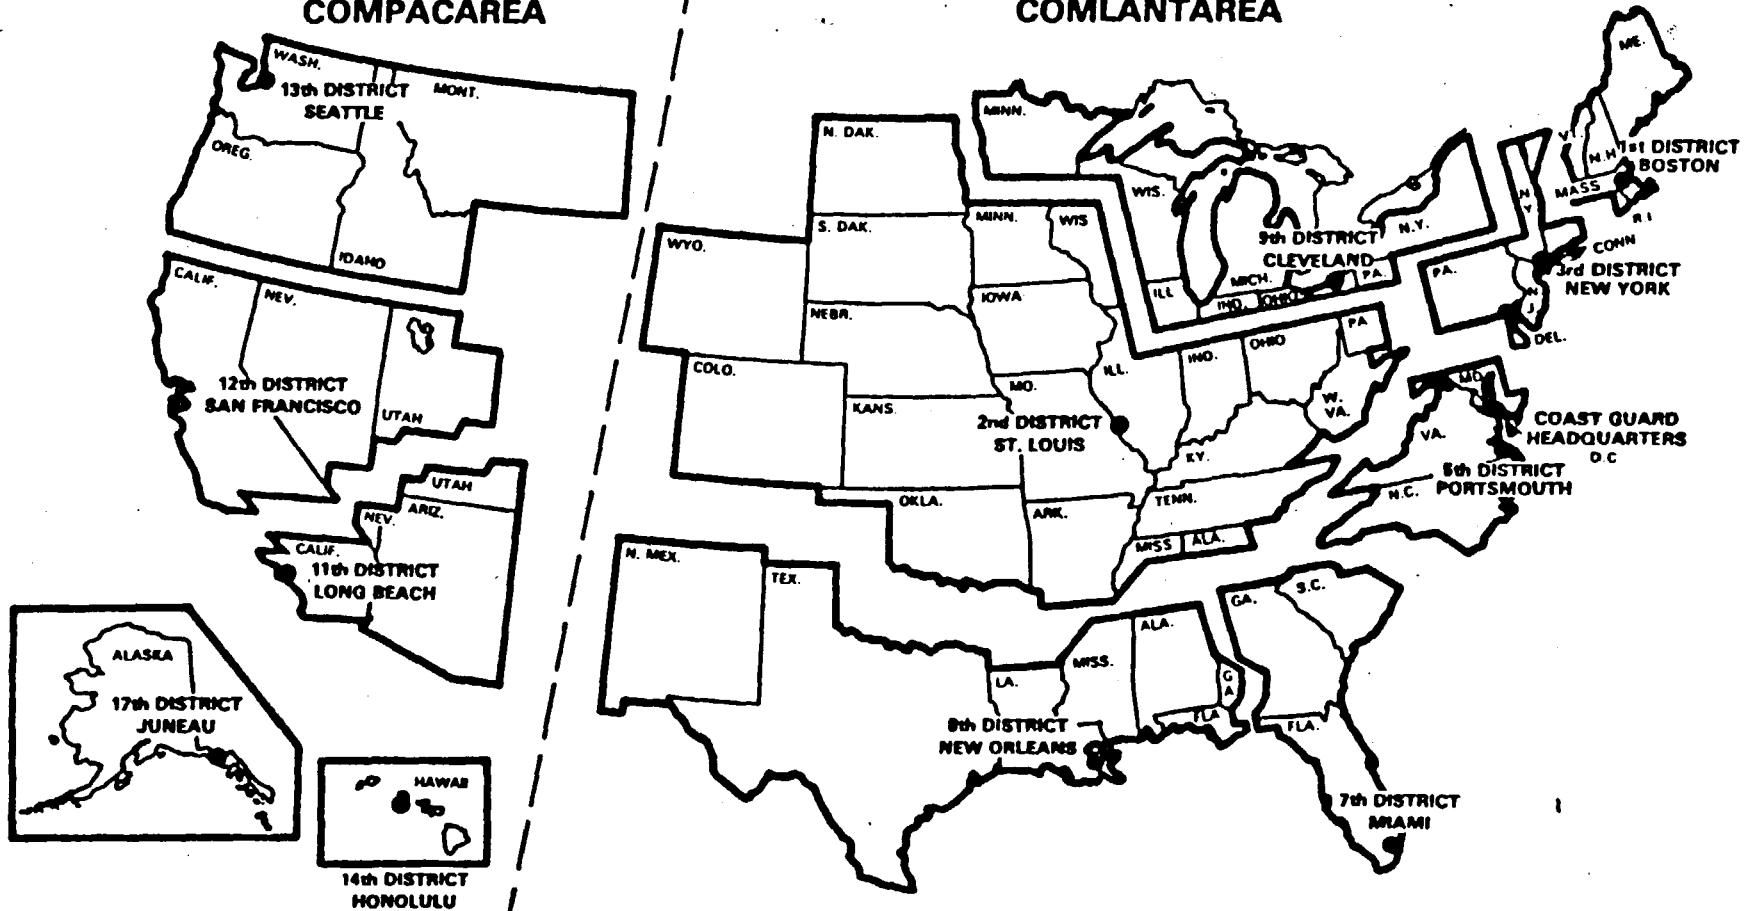 COMPACAREA
COMLANTAREA
WASH.
13th DISTRICT
SEATTLE
MONT.
OREG.
IDAHO
CALIF.
NEV.
12th DISTRICT
SAN FRANCISCO
UTAH
UTAH
NEV.
ARIZ.
CALIF.
11th DISTRICT
LONG BEACH
ALASKA
17th DISTRICT
JUNEAU
HAWAII
14th DISTRICT
HONOLULU
N. DAK.
MINN.
WYO.
S. DAK.
MINN.
WIS
WIS.
NEBR.
IOWA
COLO.
KANS.
MO.
ILL.
2nd DISTRICT
ST. LOUIS
IND.
OHIO
PA
W.
VA.
KY.
OKLA.
ARK.
TENN.
MISS
ALA.
9th DISTRICT
CLEVELAND
N.Y.
MICH.
PA.
ILL
IND.
OHIO
ME.
VT.
N.H
1st DISTRICT
BOSTON
MASS
R.I
N
Y
CONN
3rd DISTRICT
NEW YORK
PA.
N
J
DEL.
MD
COAST GUARD
HEADQUARTERS
D.C
VA.
5th DISTRICT
PORTSMOUTH
N.C.
N. MEX.
TEX.
LA.
MISS.
ALA.
G
A
FLA
8th DISTRICT
NEW ORLEANS
GA.
S.C.
FLA.
7th DISTRICT
MIAMI